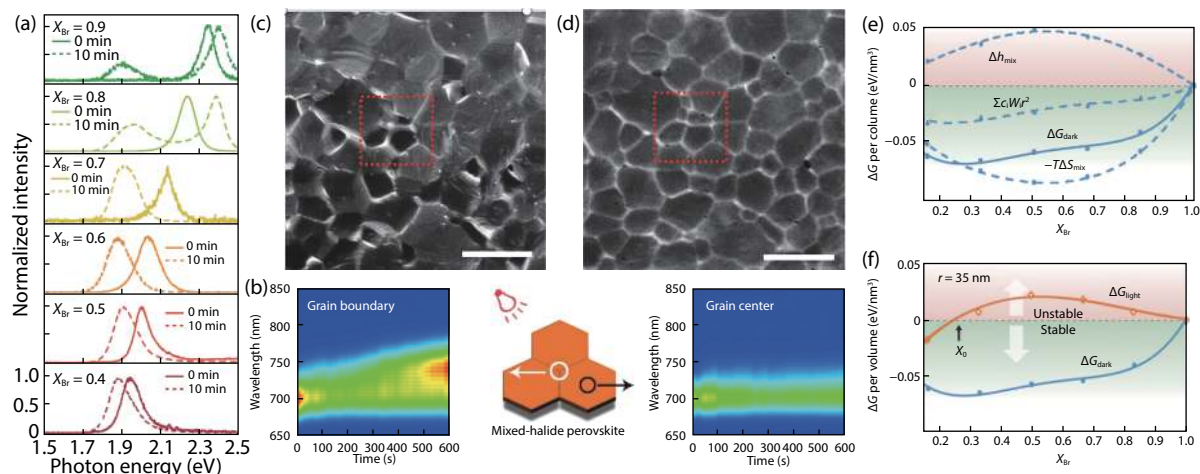 (a)
X_Br = 0.9
0 min
10 min
X_Br = 0.8
0 min
10 min
X_Br = 0.7
0 min
10 min
X_Br = 0.6
0 min
10 min
X_Br = 0.5
0 min
10 min
X_Br = 0.4
0 min
10 min
1.0
0.5
0
1.5 1.7 1.9 2.1 2.3 2.5
Photon energy (eV)
Normalized intensity
(c)
(d)
(b)
Grain boundary
850
800
750
700
650
Wavelength (nm)
0 100 200 300 400 500 600
Time (s)
Mixed-halide perovskite
Grain center
850
800
750
700
650
Wavelength (nm)
0 100 200 300 400 500 600
Time (s)
(e)
0.05
0
−0.05
ΔG per column (eV/nm³)
Δh_mix
Σc_iW_ir²
ΔG_dark
−TΔS_mix
0.2 0.3 0.4 0.5 0.6 0.7 0.8 0.9 1.0
X_Br
(f)
0.05
0
−0.05
ΔG per volume (eV/nm³)
r = 35 nm
ΔG_light
Unstable
Stable
X_0
ΔG_dark
0.2 0.3 0.4 0.5 0.6 0.7 0.8 0.9 1.0
X_Br